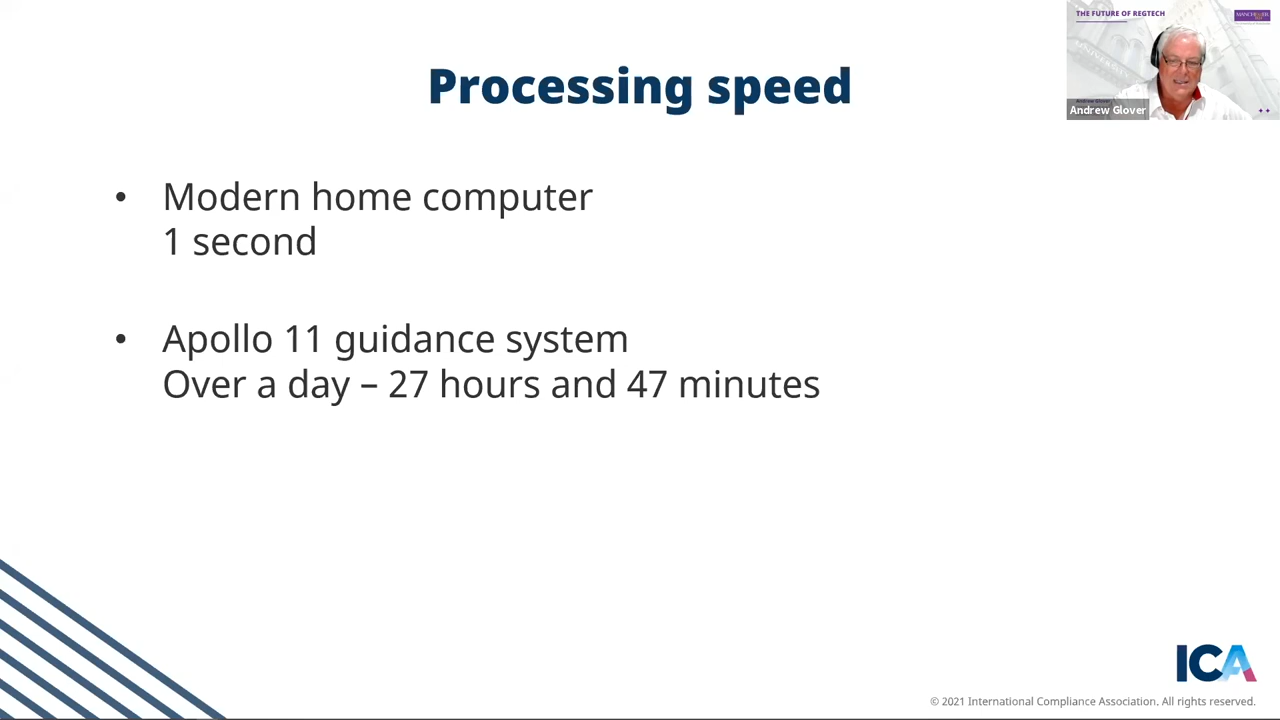 THE FUTURE OF REGTECH
Andrew Glover
Processing speed
• Modern home computer
1 second
• Apollo 11 guidance system
Over a day – 27 hours and 47 minutes
ICA
© 2021 International Compliance Association. All rights reserved.